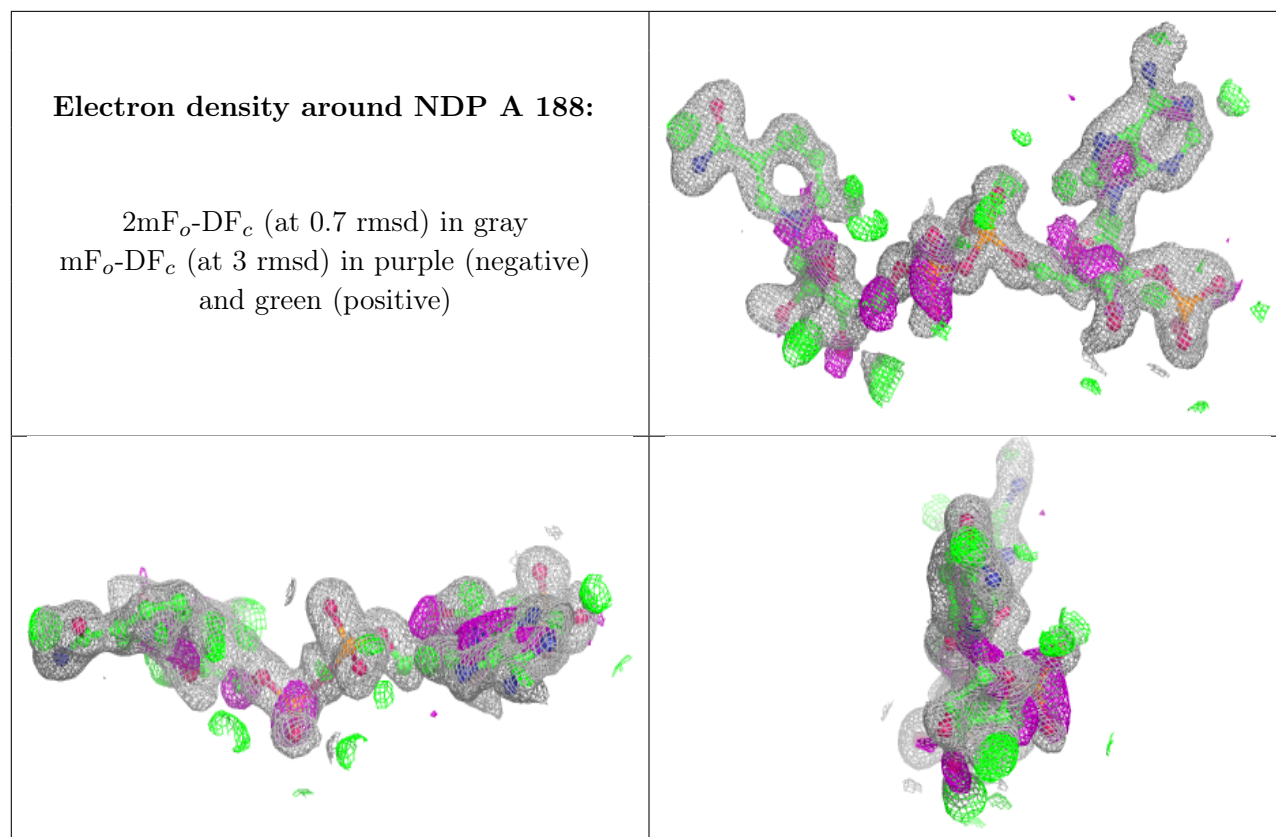 Electron density around NDP A 188:
2mFₒ-DF𝒸 (at 0.7 rmsd) in gray
mFₒ-DF𝒸 (at 3 rmsd) in purple (negative)
and green (positive)